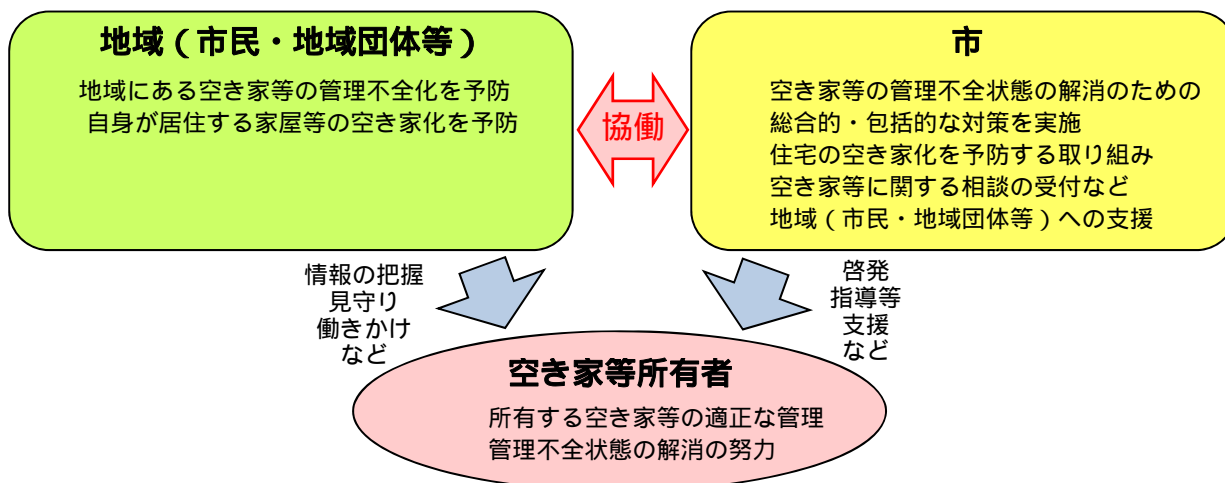 地域（市民・地域団体等）
地域にある空き家等の管理不全化を予防
自身が居住する家屋等の空き家化を予防
協働
市
空き家等の管理不全状態の解消のための
総合的・包括的な対策を実施
住宅の空き家化を予防する取り組み
空き家等に関する相談の受付など
地域（市民・地域団体等）への支援
情報の把握
見守り
働きかけ
など
啓発
指導等
支援
など
空き家等所有者
所有する空き家等の適正な管理
管理不全状態の解消の努力